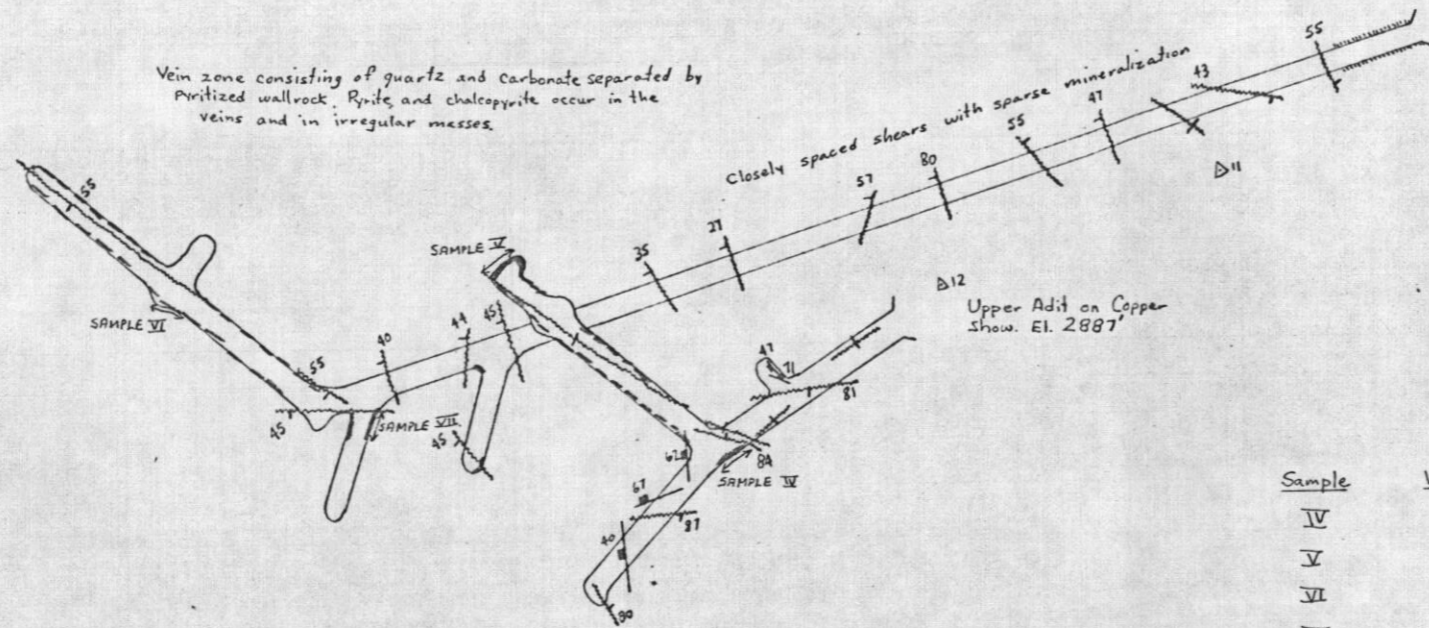 Vein zone consisting of quartz and carbonate separated by
Pyritized wallrock. Pyrite, and chalcopyrite occur in the
veins and in irregular masses.
Closely spaced shears with sparse mineralization
55
43
47
55
80
57
27
35
Δ11
Δ12
Upper Adit on Copper
Show. El. 2887'
SAMPLE V
55
SAMPLE VI
55
40
44
45
45
SAMPLE VII
45
47
71
81
62
84
SAMPLE IV
67
87
40
80
Sample
IV
V
VI